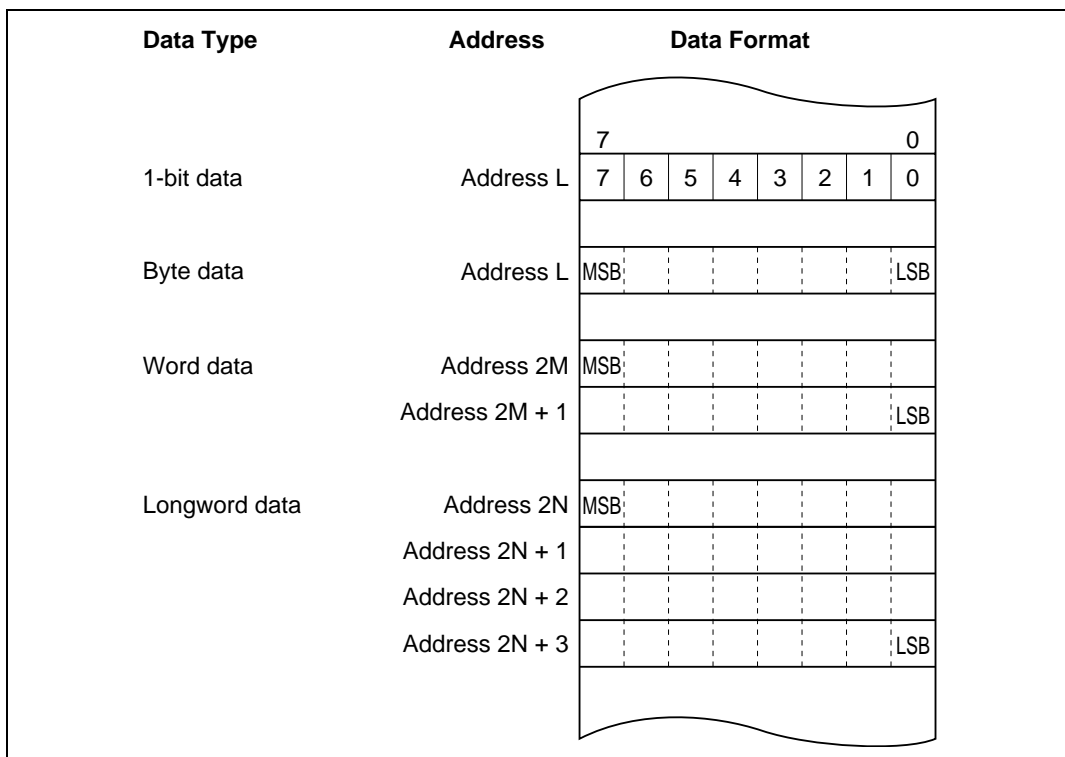 Data Type Address Data Format
7 0
1-bit data Address L 7 6 5 4 3 2 1 0
Byte data Address L MSB LSB
Word data Address 2M MSB
Address 2M + 1 LSB
Longword data Address 2N MSB
Address 2N + 1
Address 2N + 2
Address 2N + 3 LSB